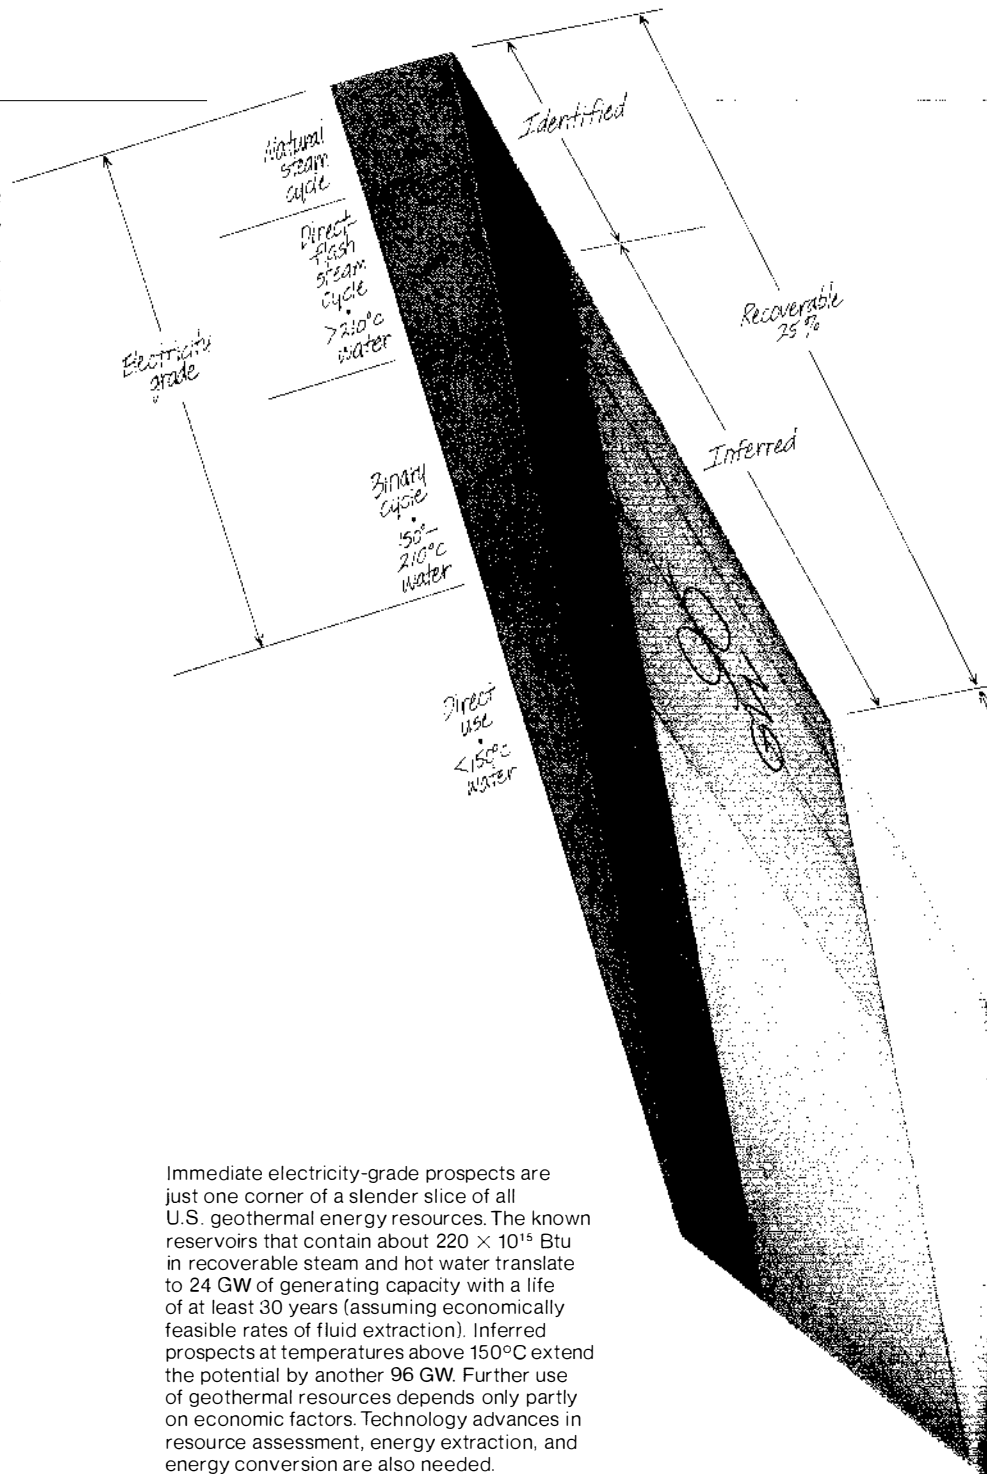 Identified
Natural
steam
cycle
Direct
flash
steam
cycle
•
>210°C
water
Recoverable
25%
Electricity
grade
Inferred
Binary
cycle
•
150°–
210°C
water
Direct
use
•
<150°C
water
Immediate electricity-grade prospects are
just one corner of a slender slice of all
U.S. geothermal energy resources. The known
reservoirs that contain about 220 × 10¹⁵ Btu
in recoverable steam and hot water translate
to 24 GW of generating capacity with a life
of at least 30 years (assuming economically
feasible rates of fluid extraction). Inferred
prospects at temperatures above 150°C extend
the potential by another 96 GW. Further use
of geothermal resources depends only partly
on economic factors. Technology advances in
resource assessment, energy extraction, and
energy conversion are also needed.